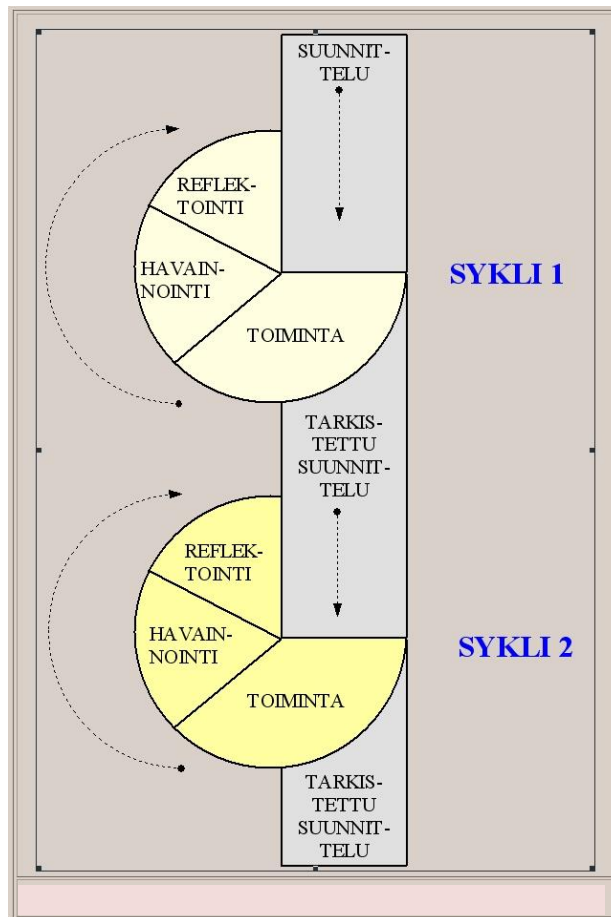 SUUNNIT-
TELU
REFLEK-
TOINTI
HAVAIN-
NOINTI
TOIMINTA
SYKLI 1
TARKIS-
TETTU
SUUNNIT-
TELU
REFLEK-
TOINTI
HAVAIN-
NOINTI
TOIMINTA
SYKLI 2
TARKIS-
TETTU
SUUNNIT-
TELU